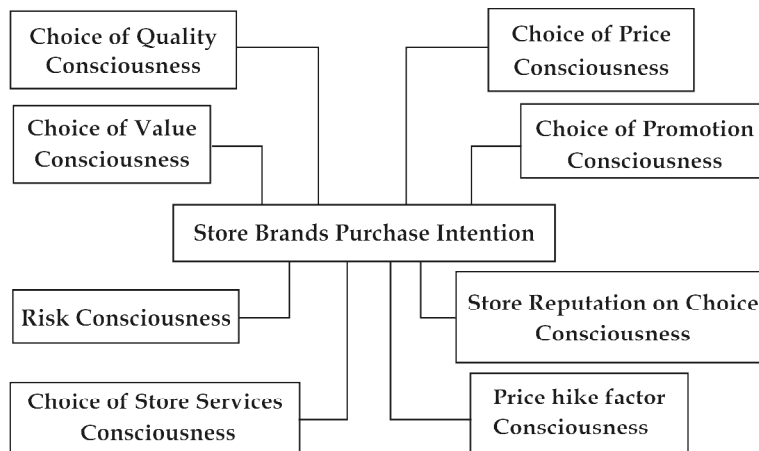 Choice of Quality
Consciousness
Choice of Price
Consciousness
Choice of Value
Consciousness
Choice of Promotion
Consciousness
Store Brands Purchase Intention
Risk Consciousness
Store Reputation on Choice
Consciousness
Choice of Store Services
Consciousness
Price hike factor
Consciousness